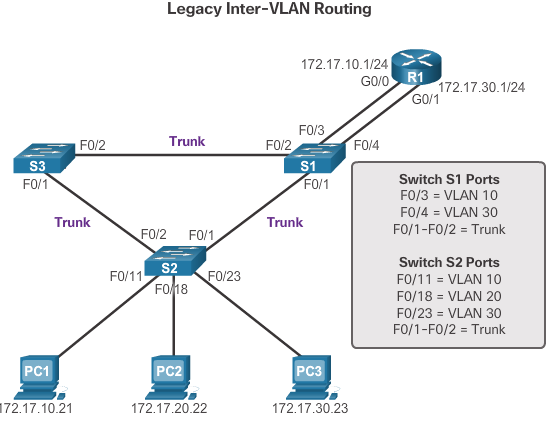 Legacy Inter-VLAN Routing
172.17.10.1/24
R1
G0/0
172.17.30.1/24
G0/1
F0/3
F0/2
Trunk
F0/2
F0/4
S3
S1
F0/1
F0/1
Trunk
Trunk
F0/2
F0/1
S2
F0/11
F0/23
F0/18
PC1
PC2
PC3
172.17.10.21
172.17.20.22
172.17.30.23
Switch S1 Ports
F0/3 = VLAN 10
F0/4 = VLAN 30
F0/1-F0/2 = Trunk
Switch S2 Ports
F0/11 = VLAN 10
F0/18 = VLAN 20
F0/23 = VLAN 30
F0/1-F0/2 = Trunk